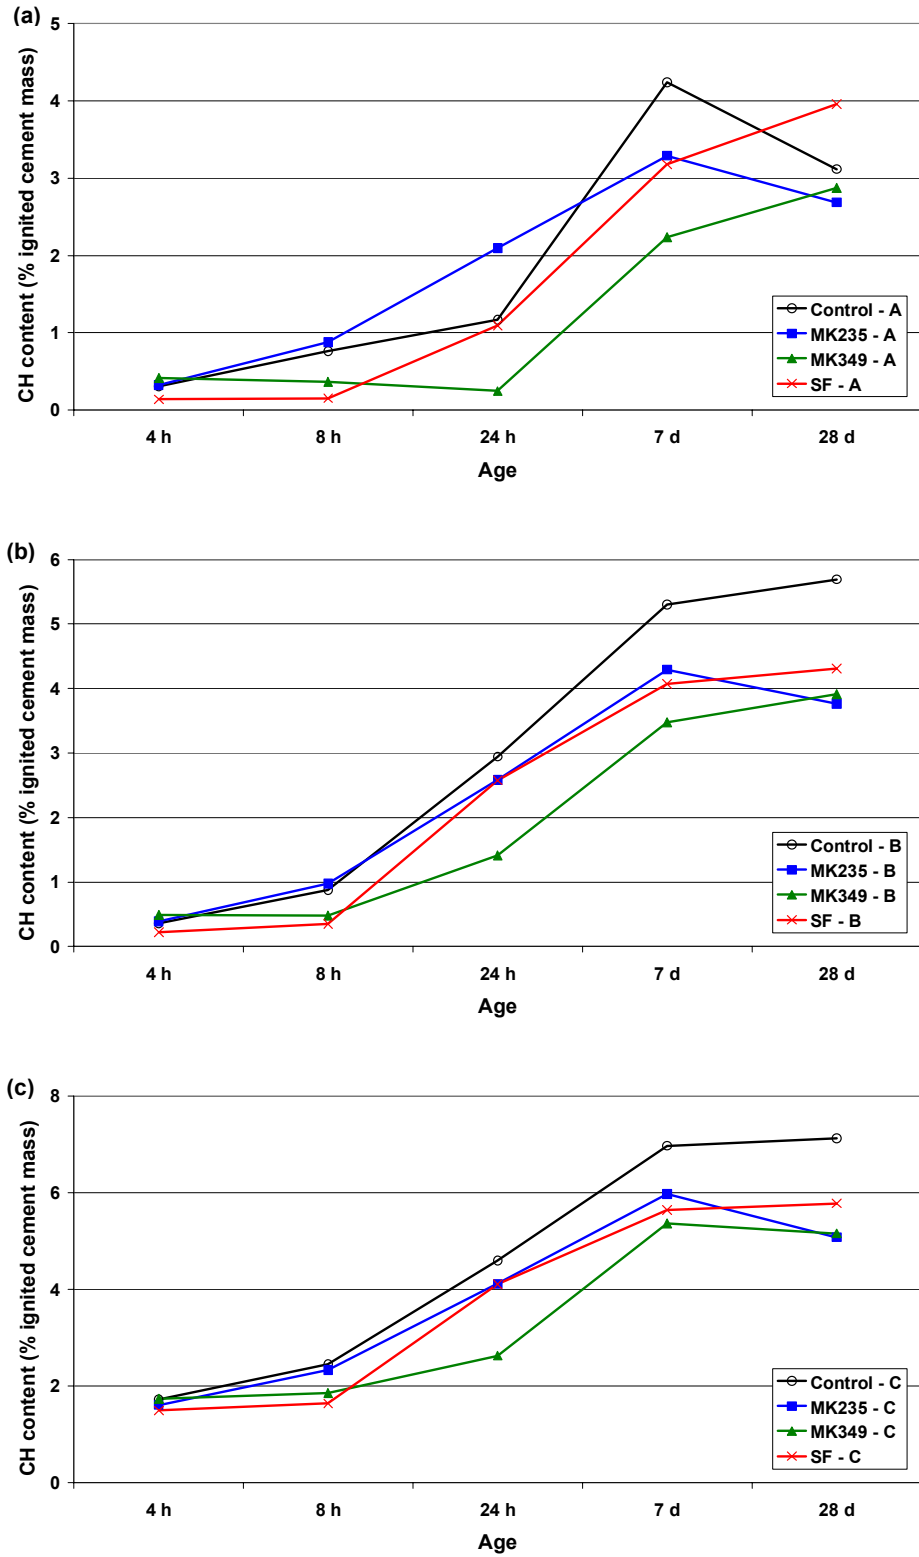 (a)
CH content (% ignited cement mass)
5
4
3
2
1
0
4 h 8 h 24 h 7 d 28 d
Age
Control - A
MK235 - A
MK349 - A
SF - A
(b)
CH content (% ignited cement mass)
6
5
4
3
2
1
0
4 h 8 h 24 h 7 d 28 d
Age
Control - B
MK235 - B
MK349 - B
SF - B
(c)
CH content (% ignited cement mass)
8
6
4
2
0
4 h 8 h 24 h 7 d 28 d
Age
Control - C
MK235 - C
MK349 - C
SF - C